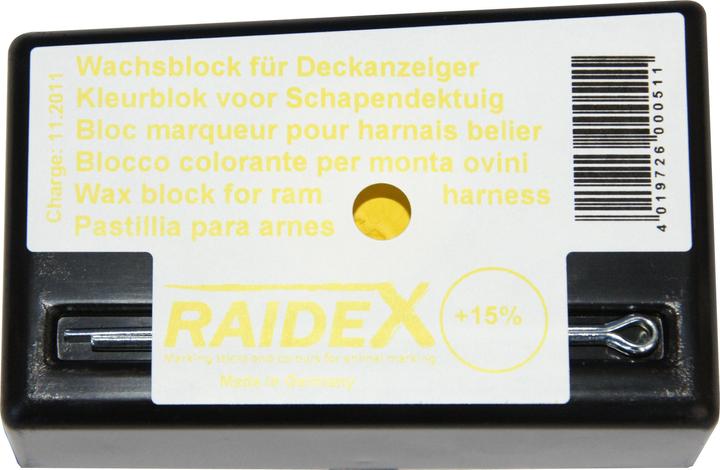 Wachsblock für Deckanzeiger
Kleurblok voor Schapendektuig
Bloc marqueur pour harnais belier
Blocco colorante per monta ovini
Wax block for ram harness
Pastillia para arnes
Charge: 11.2011
4 019726 000511
RAIDEX
+15%
Marking sticks and colours for animal marking
Made in Germany